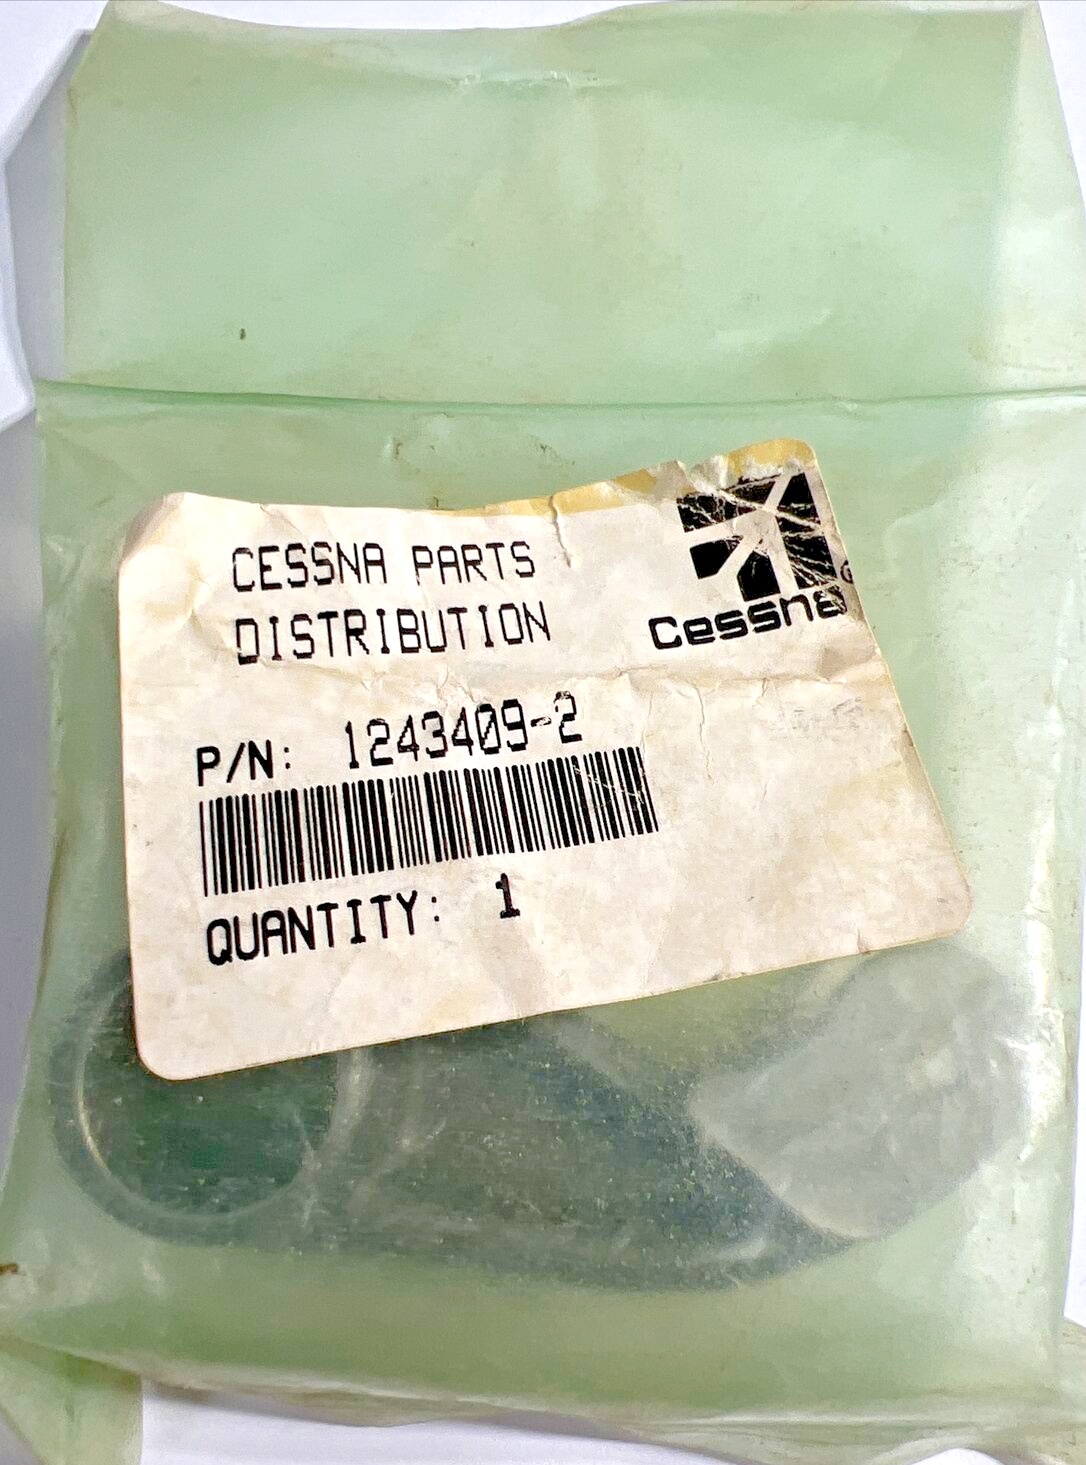 CESSNA PARTS
DISTRIBUTION
Cessna
P/N: 1243409-2
QUANTITY: 1